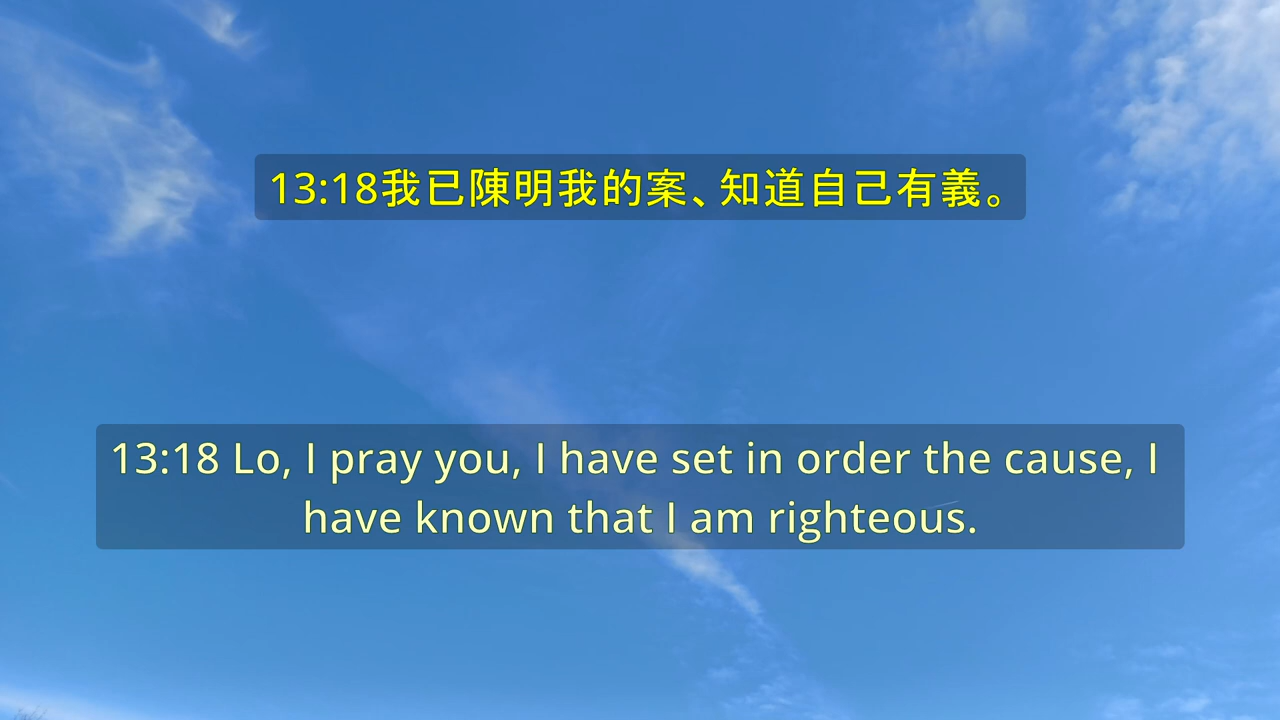 13:18我已陳明我的案、知道自己有義。
13:18 Lo, I pray you, I have set in order the cause, I
have known that I am righteous.